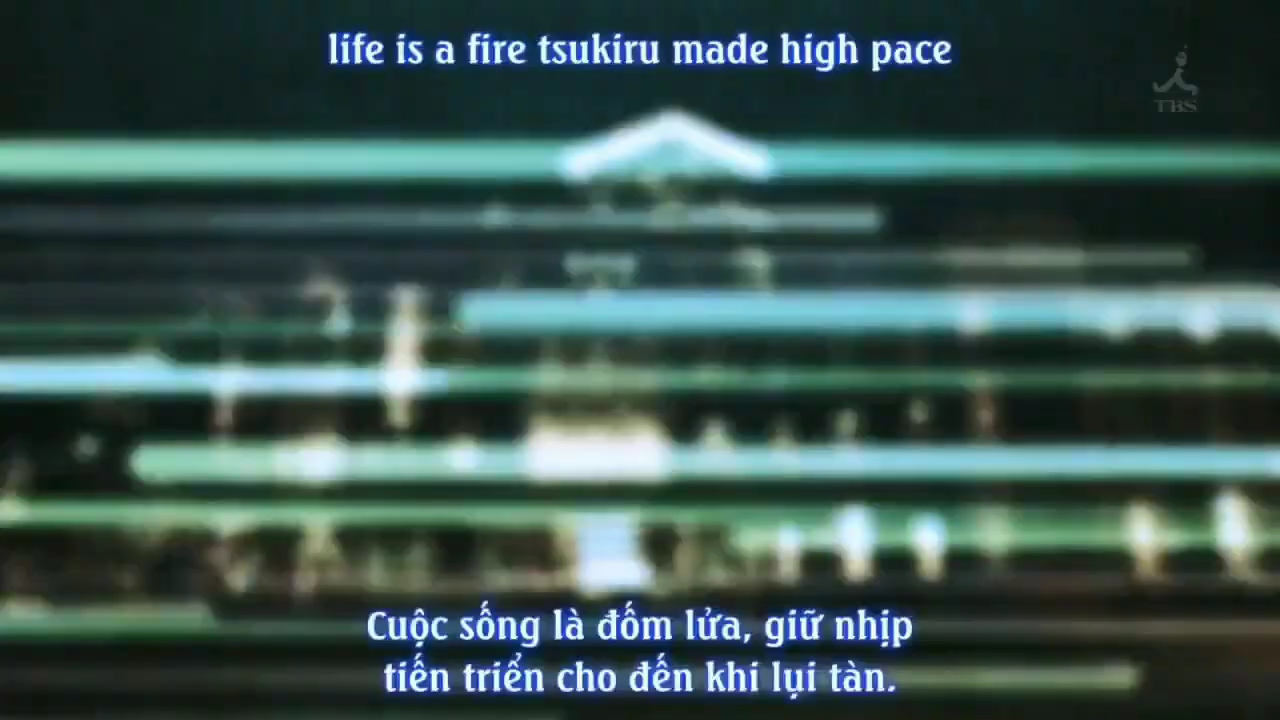 life is a fire tsukiru made high pace
TBS
Cuộc sống là đốm lửa, giữ nhịp
tiến triển cho đến khi lụi tàn.